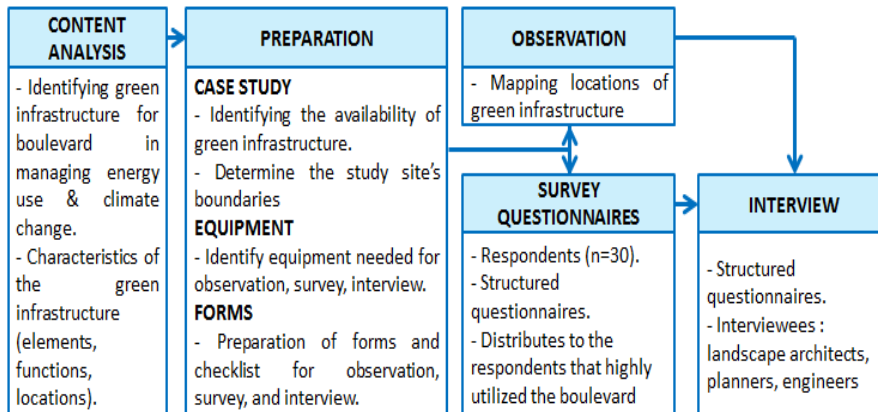 CONTENT
ANALYSIS
- Identifying green
infrastructure for
boulevard in
managing energy
use & climate
change.
- Characteristics of
the green
infrastructure
(elements,
functions,
locations).
PREPARATION
CASE STUDY
- Identifying the availability of
green infrastructure.
- Determine the study site's
boundaries
EQUIPMENT
- Identify equipment needed for
observation, survey, interview.
FORMS
- Preparation of forms and
checklist for observation,
survey, and interview.
OBSERVATION
- Mapping locations of
green infrastructure
SURVEY
QUESTIONNAIRES
- Respondents (n=30).
- Structured
questionnaires.
- Distributes to the
respondents that highly
utilized the boulevard
INTERVIEW
- Structured
questionnaires.
- Interviewees :
landscape architects,
planners, engineers